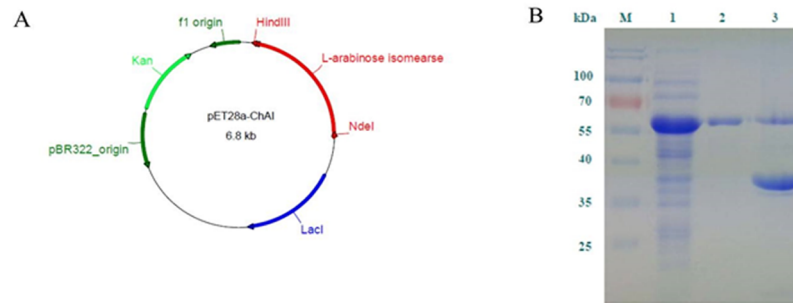 A
f1 origin
HindIII
Kan
L-arabinose isomearse
pET28a-ChAI
6.8 kb
NdeI
pBR322_origin
LacI
B
kDa M 1 2 3
100
70
55
40
35
25